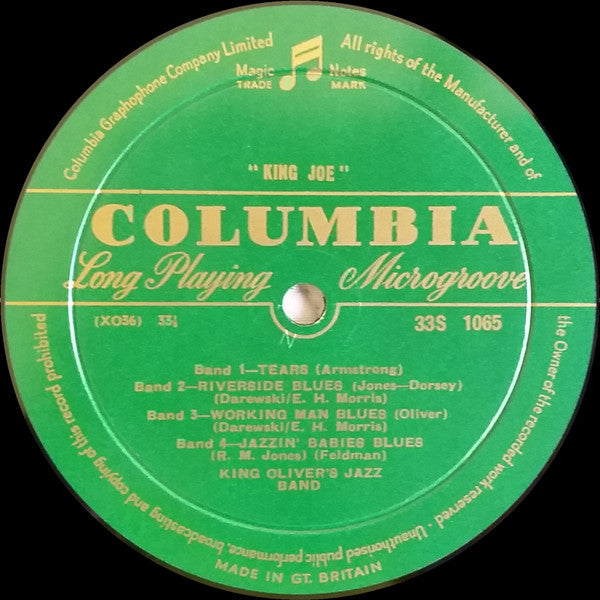 Columbia Graphophone Company Limited
All rights of the Manufacturer and of
the Owner of the recorded work reserved · Unauthorised public performance, broadcasting and copying of this record prohibited
Magic Notes
TRADE MARK
"KING JOE"
COLUMBIA
Long Playing Microgroove
(XO36) 33⅓ 33S 1065
Band 1—TEARS (Armstrong)
Band 2—RIVERSIDE BLUES (Jones—Dorsey)
(Darewski/E. H. Morris)
Band 3—WORKING MAN BLUES (Oliver)
(Darewski/E. H. Morris)
Band 4—JAZZIN' BABIES BLUES
(R. M. Jones) (Feldman)
KING OLIVER'S JAZZ
BAND
MADE IN GT. BRITAIN